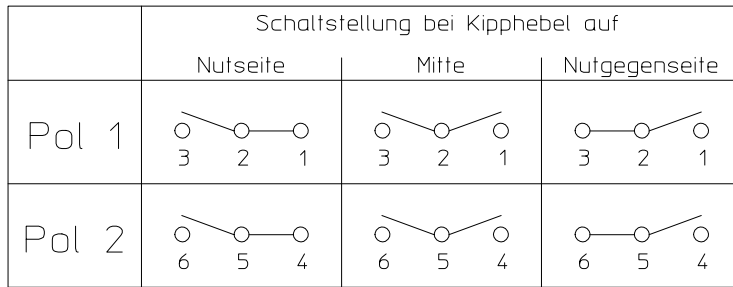 Schaltstellung bei Kipphebel auf
Nutseite Mitte Nutgegenseite
Pol 1
3 2 1 3 2 1 3 2 1
Pol 2
6 5 4 6 5 4 6 5 4